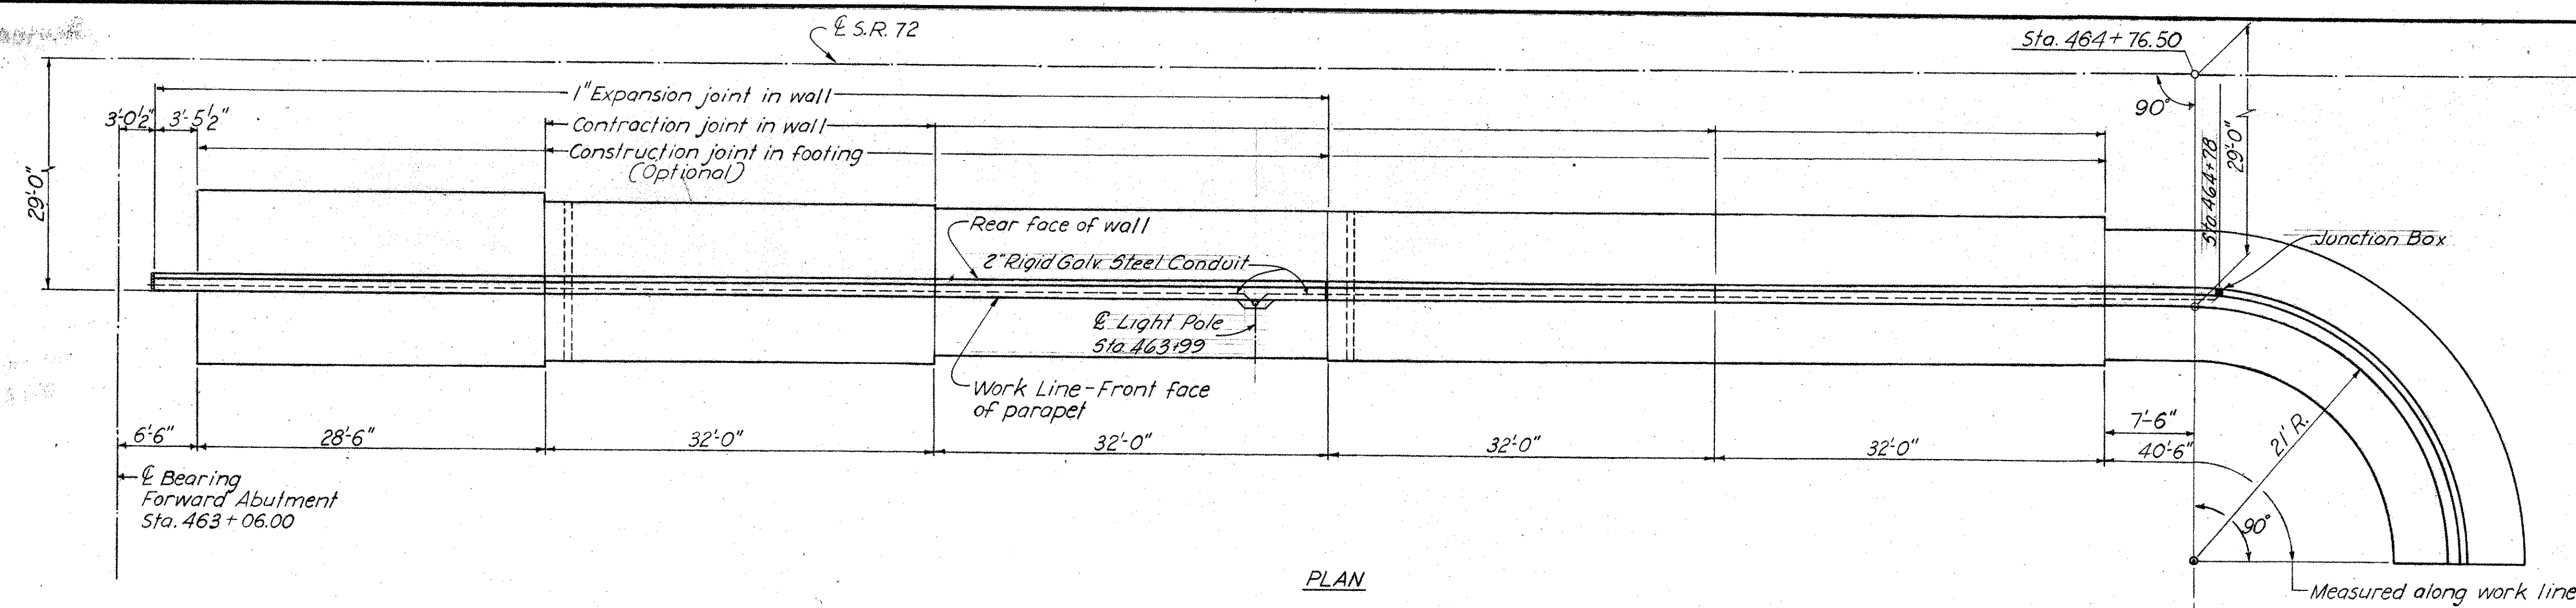 ℄ S.R. 72
Sta. 464+76.50
1" Expansion joint in wall
3'-0½"
3'-5½"
90°
Contraction joint in wall
Construction joint in footing
(Optional)
29'-0"
Sta. 464+78
29'-0"
Rear face of wall
Junction Box
2" Rigid Galv. Steel Conduit
℄ Light Pole
Sta. 463+99
Work Line-Front face
of parapet
6'-6"
28'-6"
32'-0"
32'-0"
32'-0"
32'-0"
7'-6"
40'-6"
21' R.
℄ Bearing
Forward Abutment
Sta. 463+06.00
90°
PLAN
Measured along work line